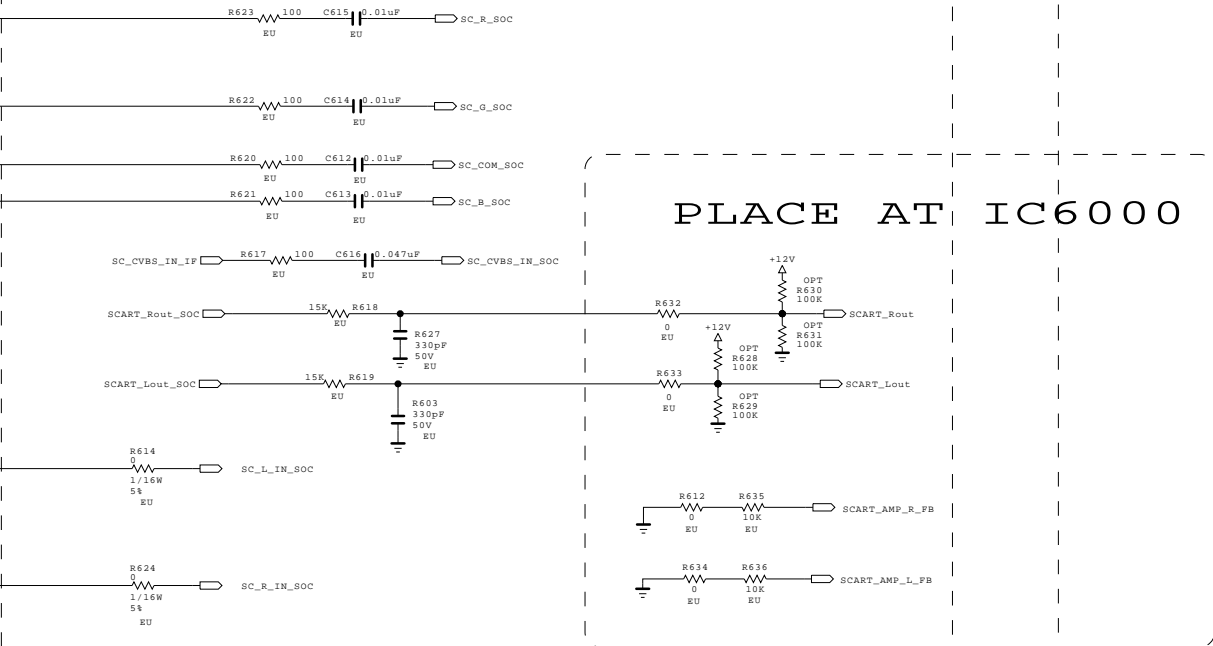 R623 100 C615 0.01uF SC_R_SOC
EU EU
R622 100 C614 0.01uF SC_G_SOC
EU EU
R620 100 C612 0.01uF SC_COM_SOC
EU EU
R621 100 C613 0.01uF SC_B_SOC
EU EU
PLACE AT IC6000
SC_CVBS_IN_IF R617 100 C616 0.047uF SC_CVBS_IN_SOC
EU EU
+12V
OPT
R630
100K
SCART_Rout_SOC 15K R618 R632 SCART_Rout
EU
0
EU
OPT
R631
100K
R627
330pF
50V
EU
+12V
OPT
R628
100K
SCART_Lout_SOC 15K R619 R633 SCART_Lout
EU
0
EU
OPT
R629
100K
R603
330pF
50V
EU
R614
0
SC_L_IN_SOC
1/16W
5%
EU
R612 R635 SCART_AMP_R_FB
0 10K
EU EU
R624
0
SC_R_IN_SOC
1/16W
5%
EU
R634 R636 SCART_AMP_L_FB
0 10K
EU EU